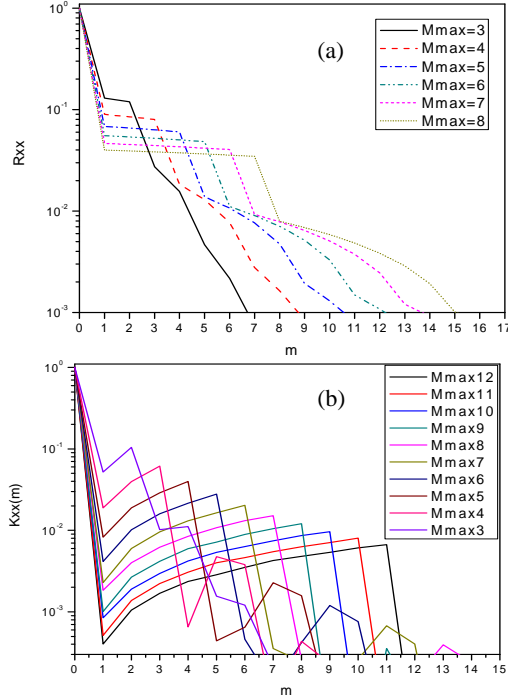 (a)
Mmax=3
Mmax=4
Mmax=5
Mmax=6
Mmax=7
Mmax=8
10^0
10^-1
10^-2
10^-3
Rxx
0 1 2 3 4 5 6 7 8 9 10 11 12 13 14 15 16 17
m
(b)
Mmax12
Mmax11
Mmax10
Mmax9
Mmax8
Mmax7
Mmax6
Mmax5
Mmax4
Mmax3
10^0
10^-1
10^-2
10^-3
Kxx(m)
0 1 2 3 4 5 6 7 8 9 10 11 12 13 14 15
m